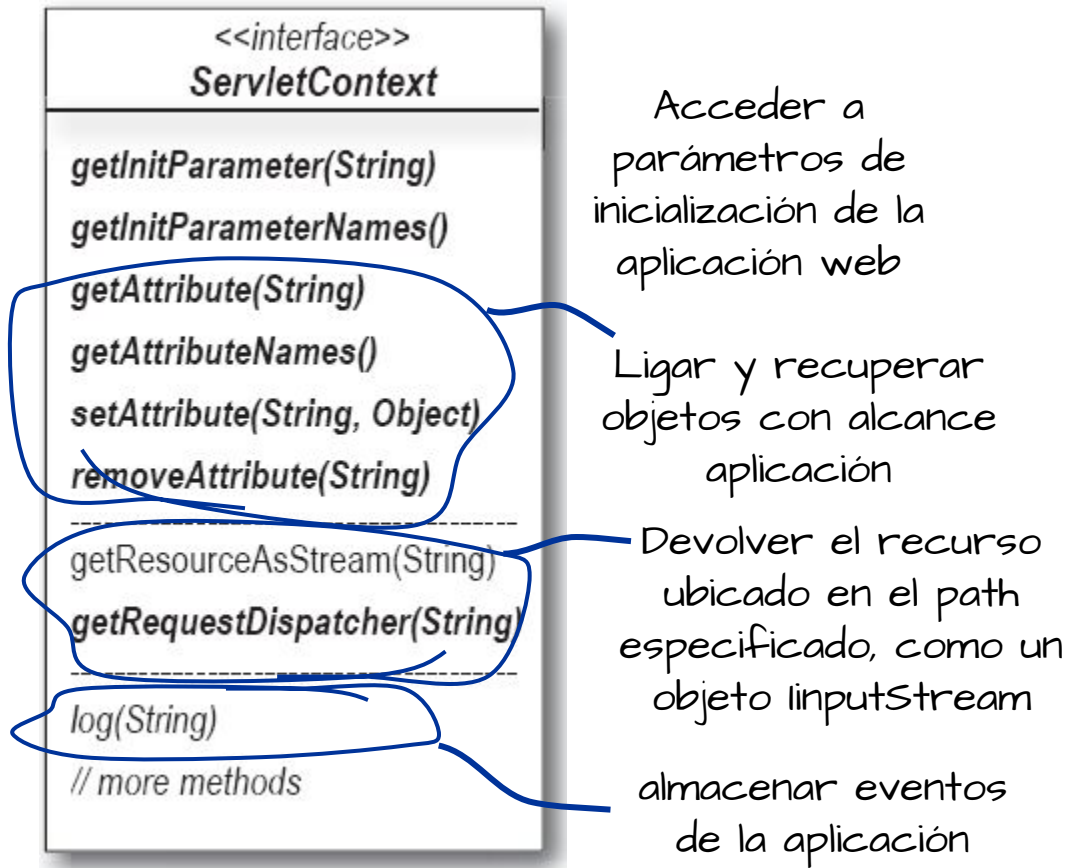 <<interface>>
ServletContext
getInitParameter(String)
getInitParameterNames()
getAttribute(String)
getAttributeNames()
setAttribute(String, Object)
removeAttribute(String)
getResourceAsStream(String)
getRequestDispatcher(String)
log(String)
// more methods
Acceder a
parámetros de
inicialización de la
aplicación web
Ligar y recuperar
objetos con alcance
aplicación
Devolver el recurso
ubicado en el path
especificado, como un
objeto IinputStream
almacenar eventos
de la aplicación